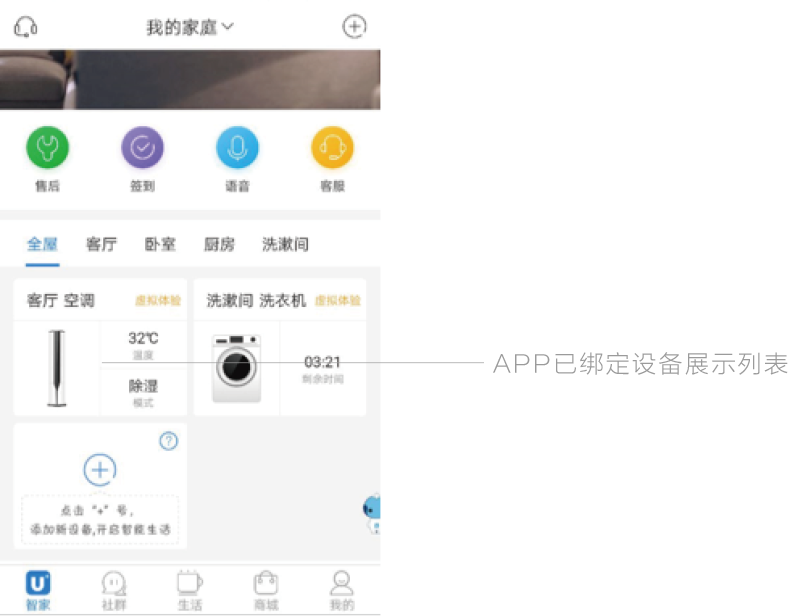 我的家庭
售后
签到
语音
客服
全屋
客厅
卧室
厨房
洗漱间
客厅 空调
虚拟体验
32℃
温度
除湿
模式
洗漱间 洗衣机
虚拟体验
03:21
剩余时间
APP已绑定设备展示列表
?
点击 "+" 号,
添加新设备,开启智能生活
U
智家
社群
生活
商城
我的